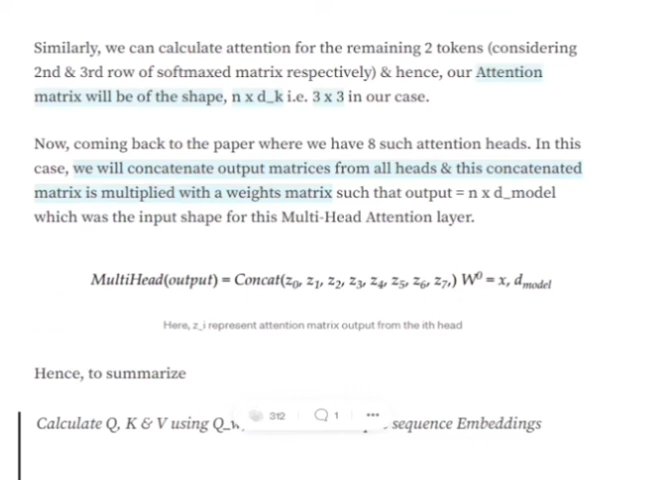 Similarly, we can calculate attention for the remaining 2 tokens (considering
2nd & 3rd row of softmaxed matrix respectively) & hence, our Attention
matrix will be of the shape, n x d_k i.e. 3 x 3 in our case.
Now, coming back to the paper where we have 8 such attention heads. In this
case, we will concatenate output matrices from all heads & this concatenated
matrix is multiplied with a weights matrix such that output = n x d_model
which was the input shape for this Multi-Head Attention layer.
MultiHead(output) = Concat(z₀, z₁, z₂, z₃, z₄, z₅, z₆, z₇,) W⁰ = x, d_model
Here, z_i represent attention matrix output from the ith head
Hence, to summarize
312 1 ...
Calculate Q, K & V using sequence Embeddings